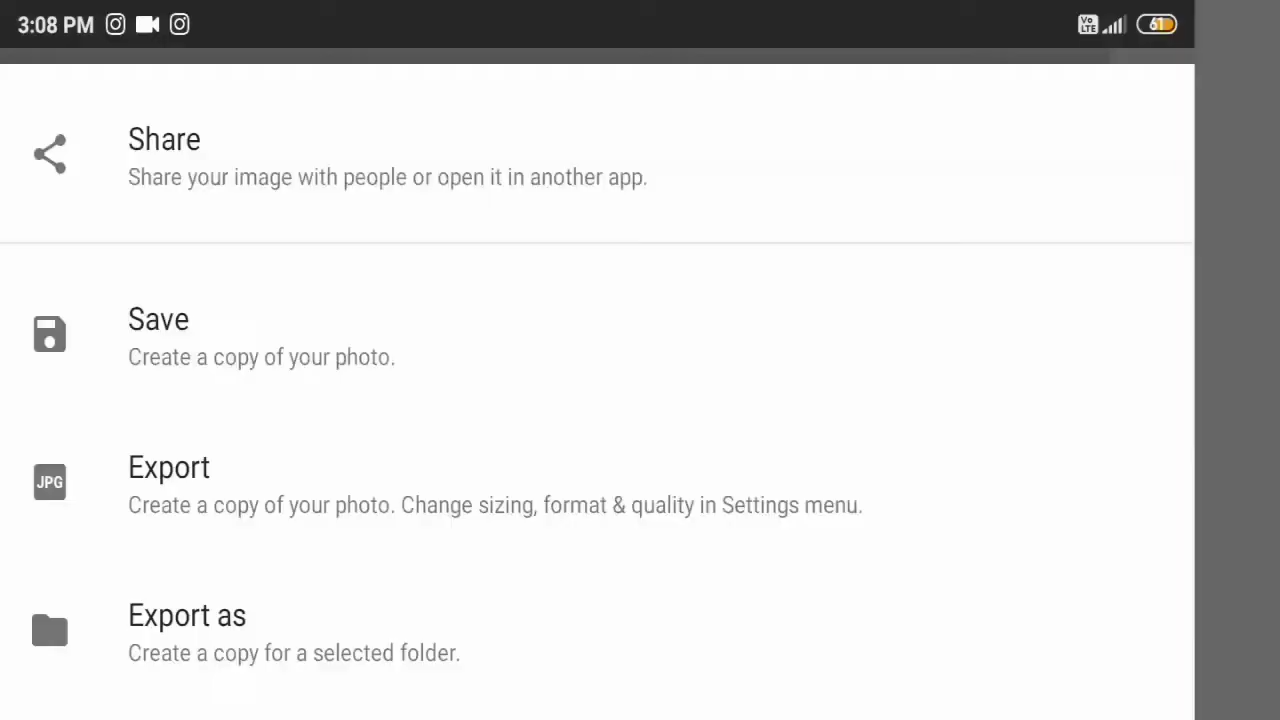 3:08 PM
Vo LTE
61
Share
Share your image with people or open it in another app.
Save
Create a copy of your photo.
JPG
Export
Create a copy of your photo. Change sizing, format & quality in Settings menu.
Export as
Create a copy for a selected folder.